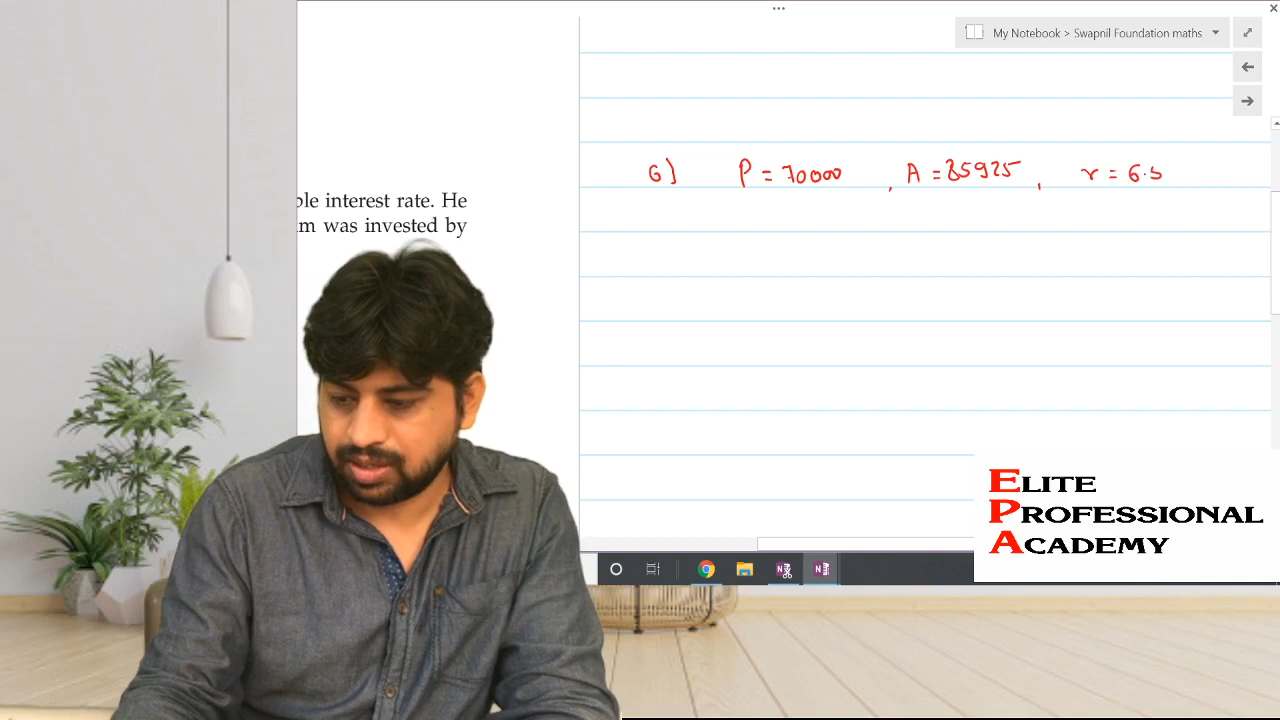 My Notebook > Swapnil Foundation maths
6) P = 70000 , A = 85925 , r = 6.5
ple interest rate. He
m was invested by
ELITE
PROFESSIONAL
ACADEMY